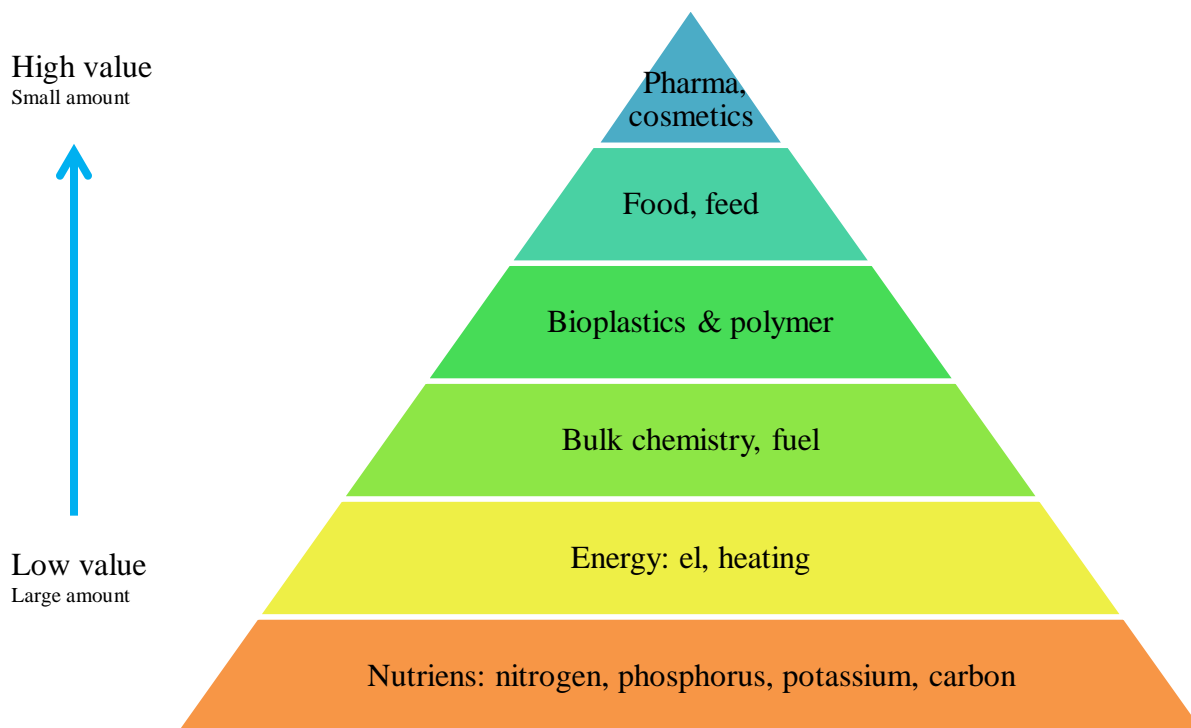 High value
Small amount
Pharma,
cosmetics
Food, feed
Bioplastics & polymer
Bulk chemistry, fuel
Energy: el, heating
Low value
Large amount
Nutriens: nitrogen, phosphorus, potassium, carbon